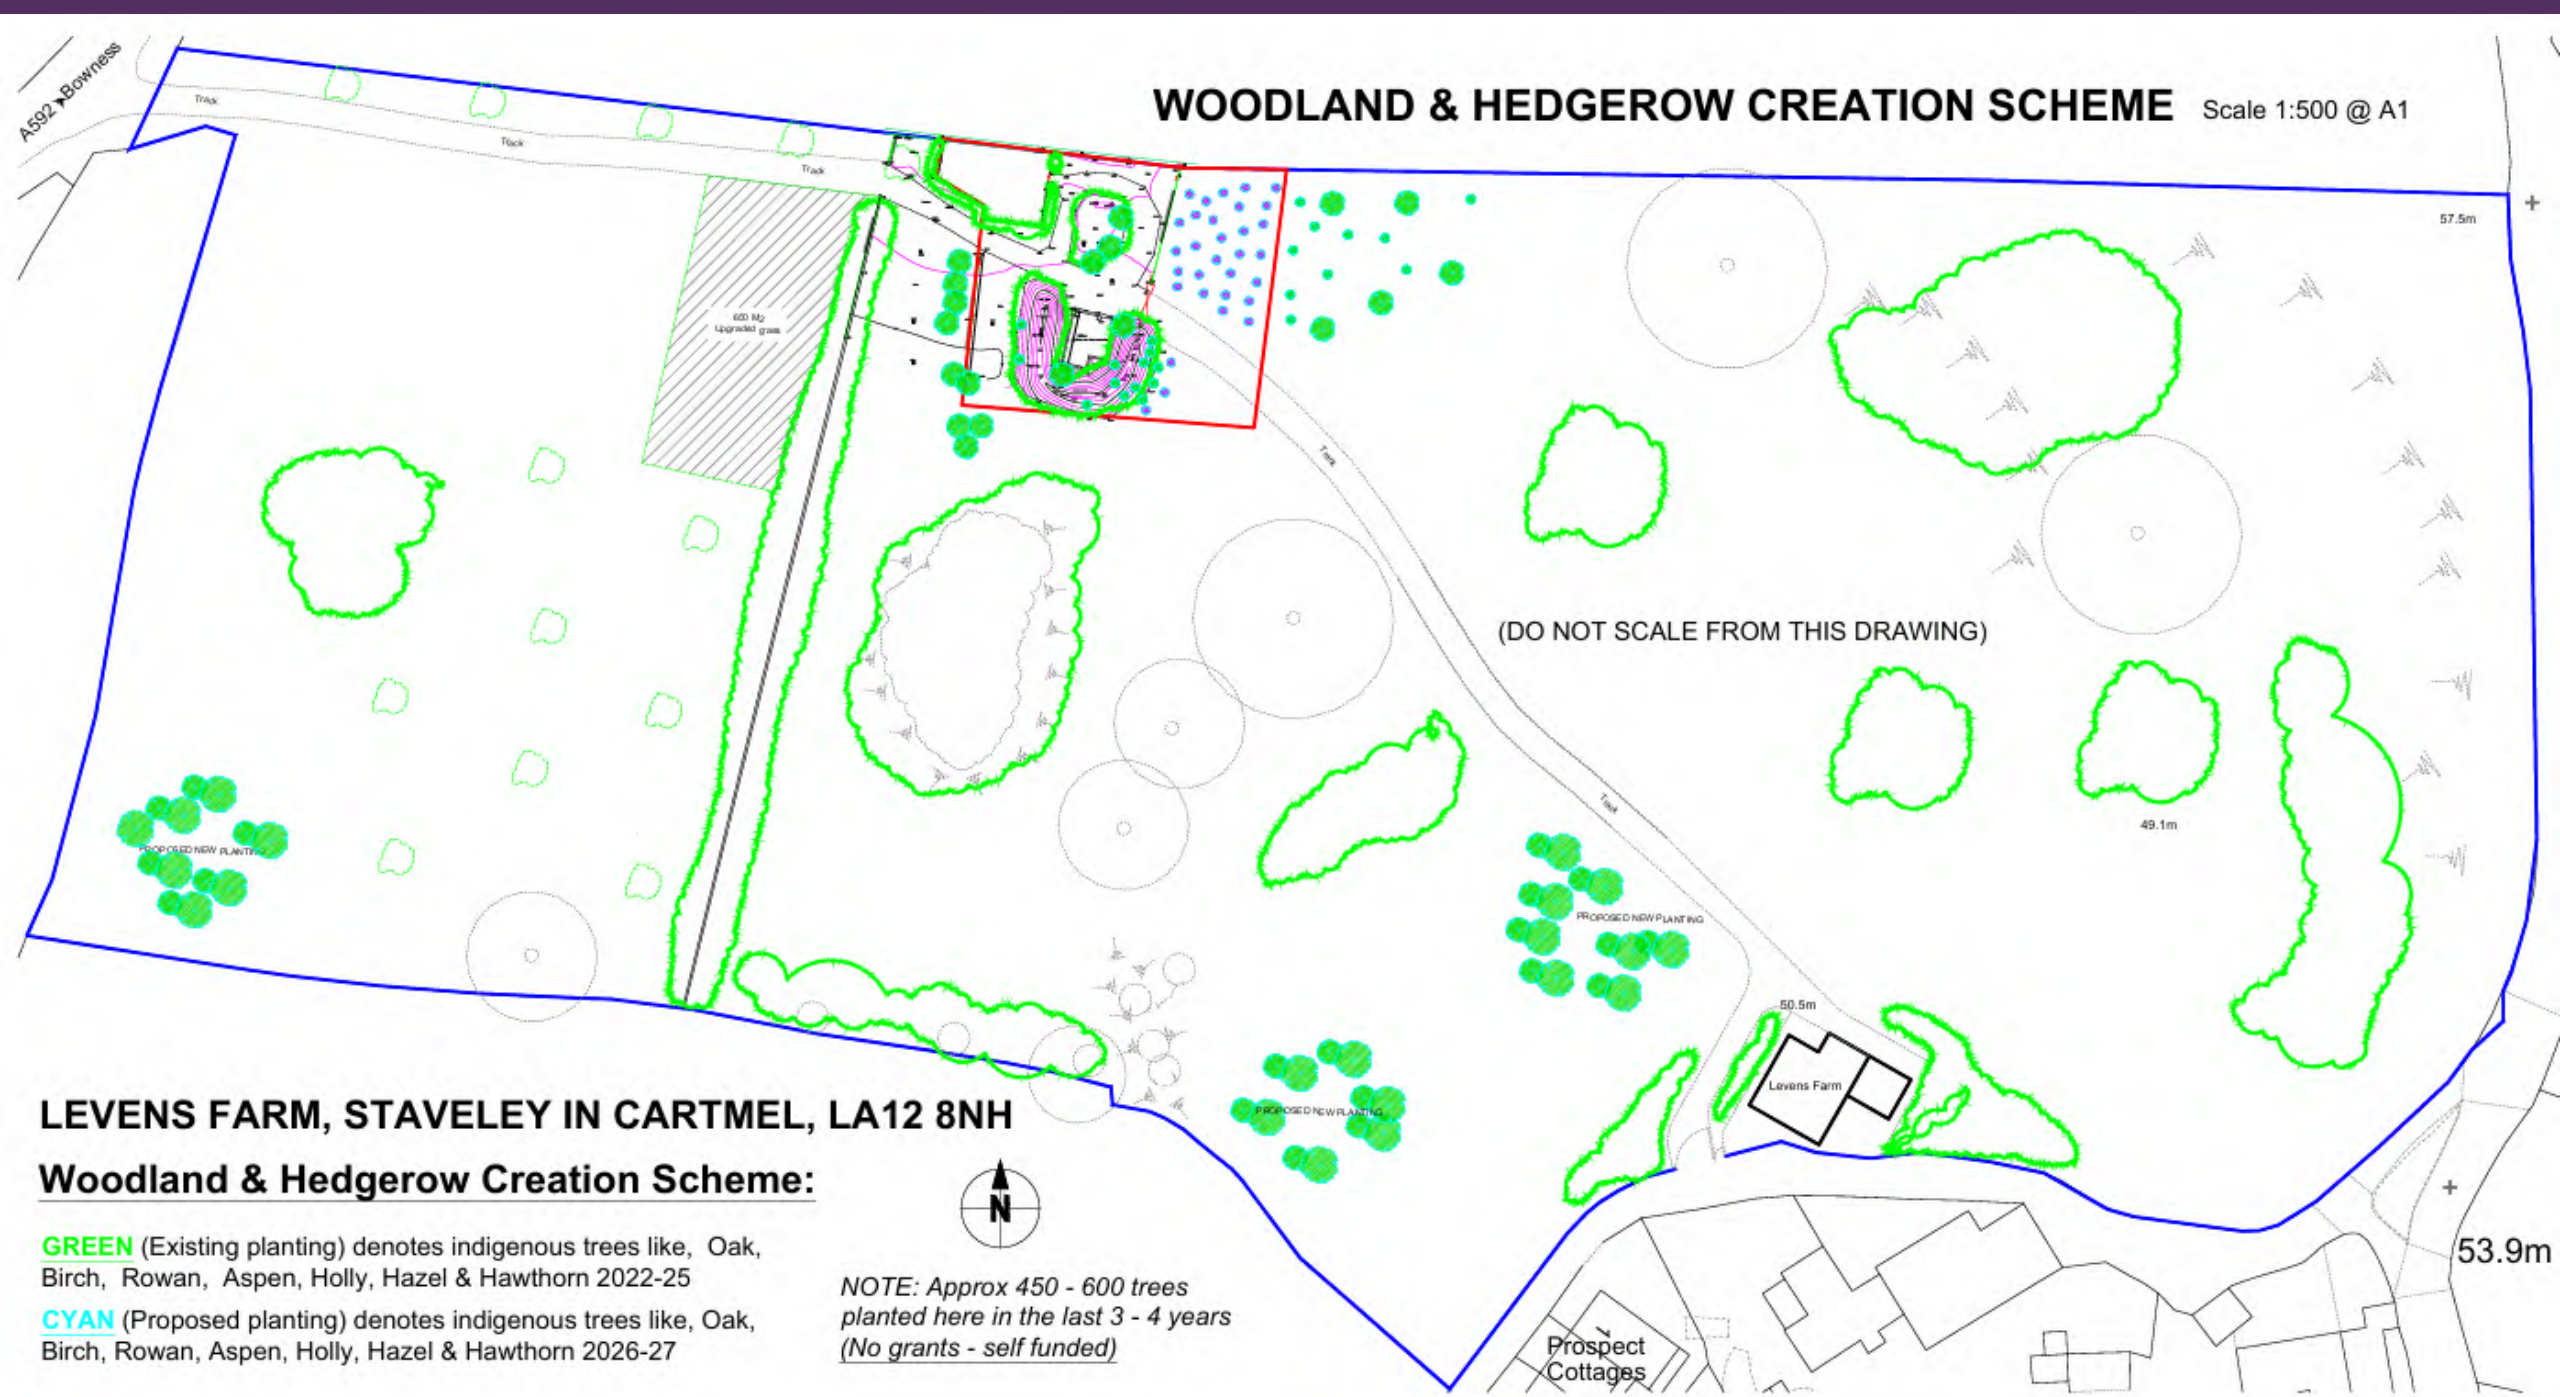 WOODLAND & HEDGEROW CREATION SCHEME Scale 1:500 @ A1
A592 Bowness
Track
Track
Track
57.5m
600 M2
Upgraded grass
Track
(DO NOT SCALE FROM THIS DRAWING)
Track
49.1m
PROPOSED NEW PLANTING
PROPOSED NEW PLANTING
50.5m
Levens Farm
PROPOSED NEW PLANTING
LEVENS FARM, STAVELEY IN CARTMEL, LA12 8NH
Woodland & Hedgerow Creation Scheme:
N
GREEN (Existing planting) denotes indigenous trees like, Oak,
Birch, Rowan, Aspen, Holly, Hazel & Hawthorn 2022-25
CYAN (Proposed planting) denotes indigenous trees like, Oak,
Birch, Rowan, Aspen, Holly, Hazel & Hawthorn 2026-27
NOTE: Approx 450 - 600 trees
planted here in the last 3 - 4 years
(No grants - self funded)
53.9m
1
Prospect
Cottages